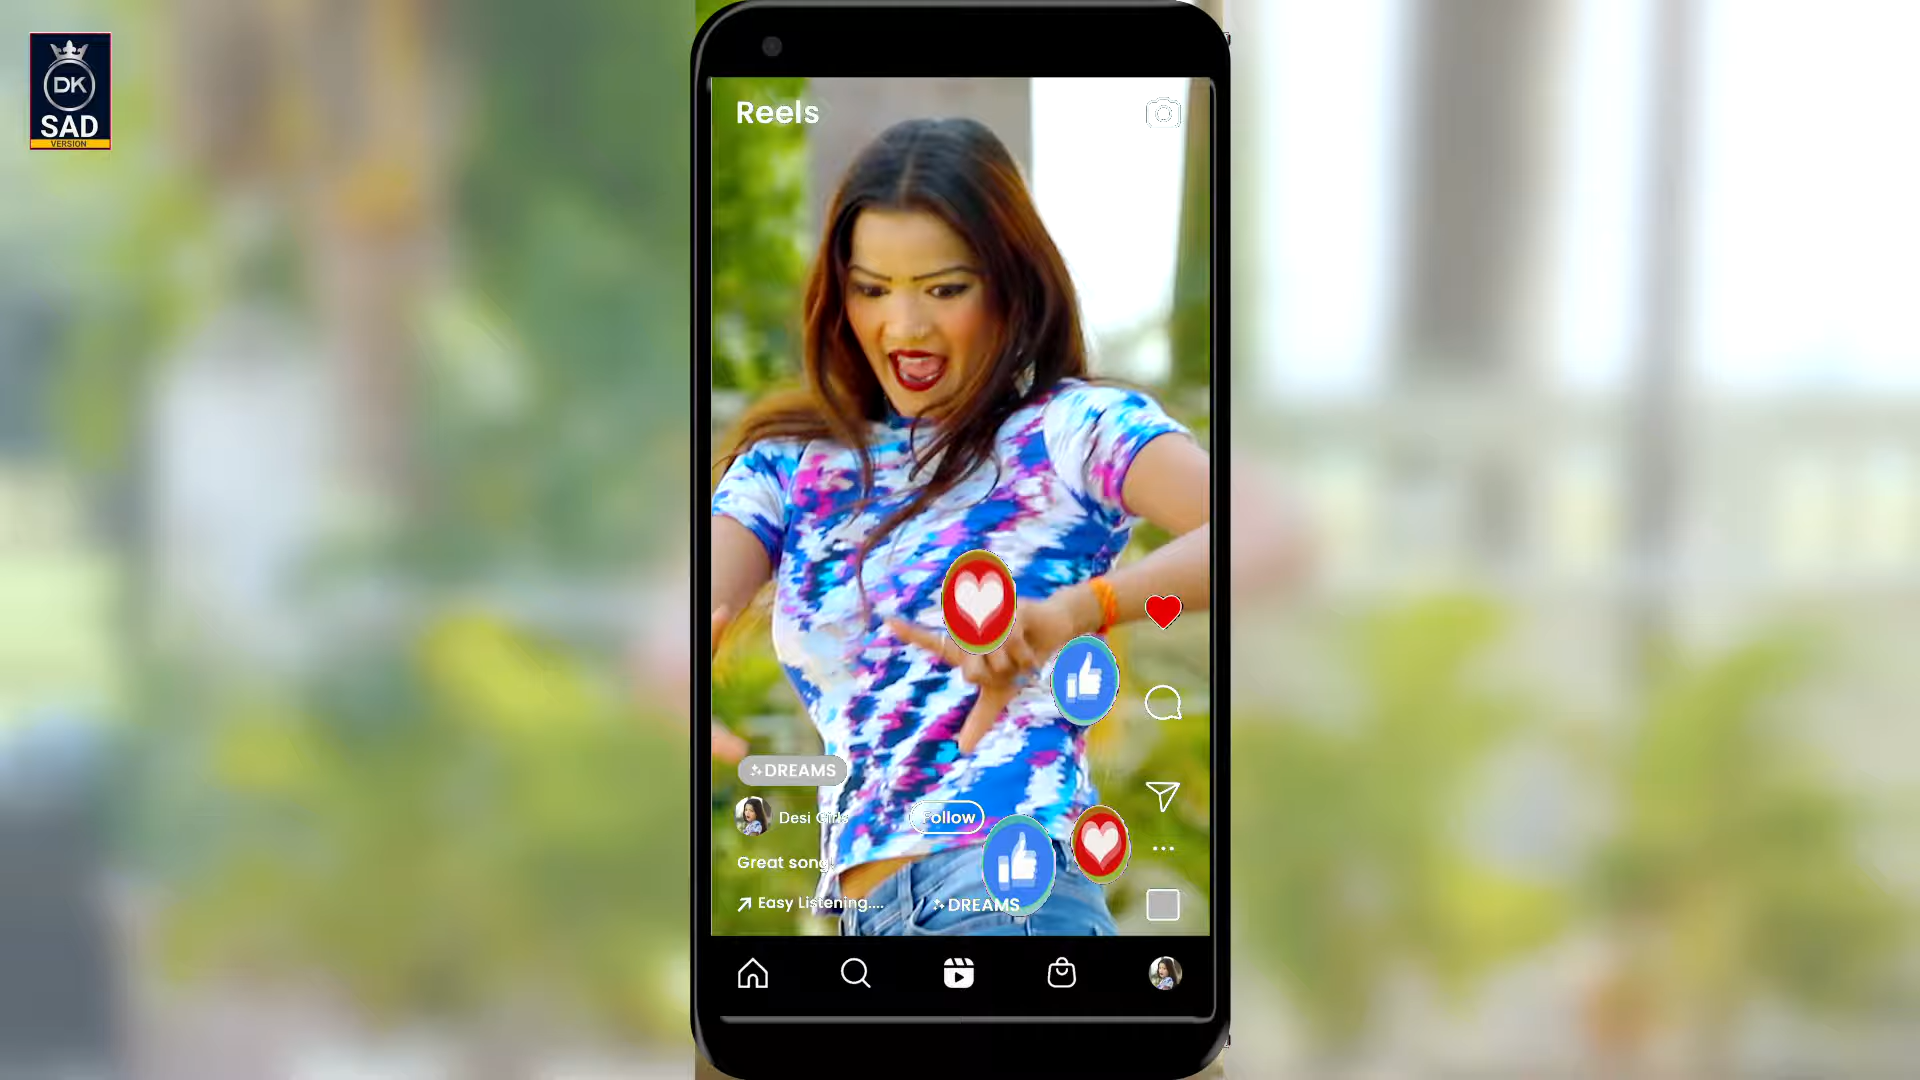 DK
SAD
VERSION
Reels
DREAMS
Desi Girls
Follow
Great song!
Easy Listening....
DREAMS